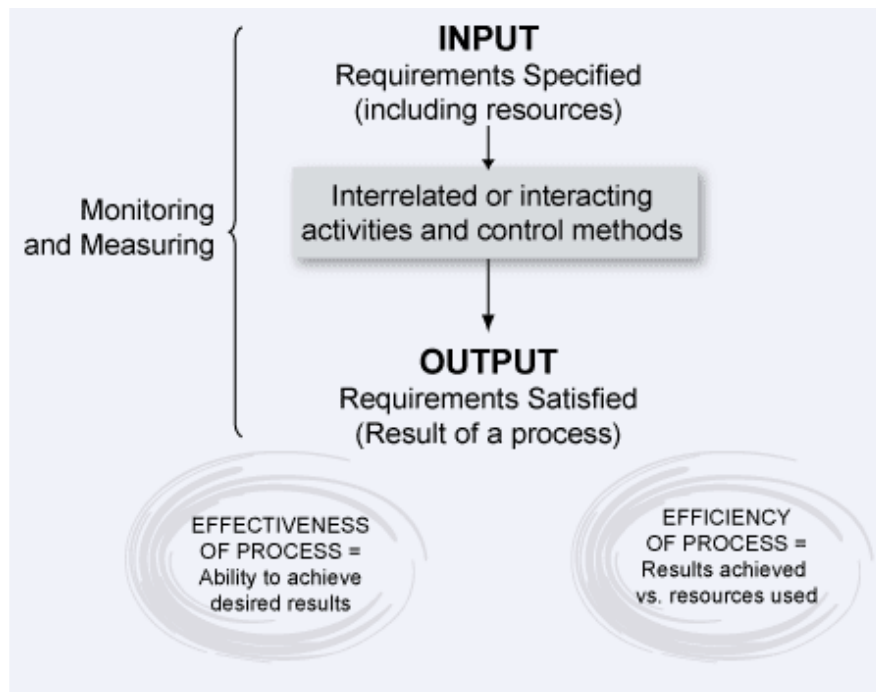 INPUT
Requirements Specified
(including resources)
Interrelated or interacting
activities and control methods
Monitoring
and Measuring
OUTPUT
Requirements Satisfied
(Result of a process)
EFFECTIVENESS
OF PROCESS =
Ability to achieve
desired results
EFFICIENCY
OF PROCESS =
Results achieved
vs. resources used